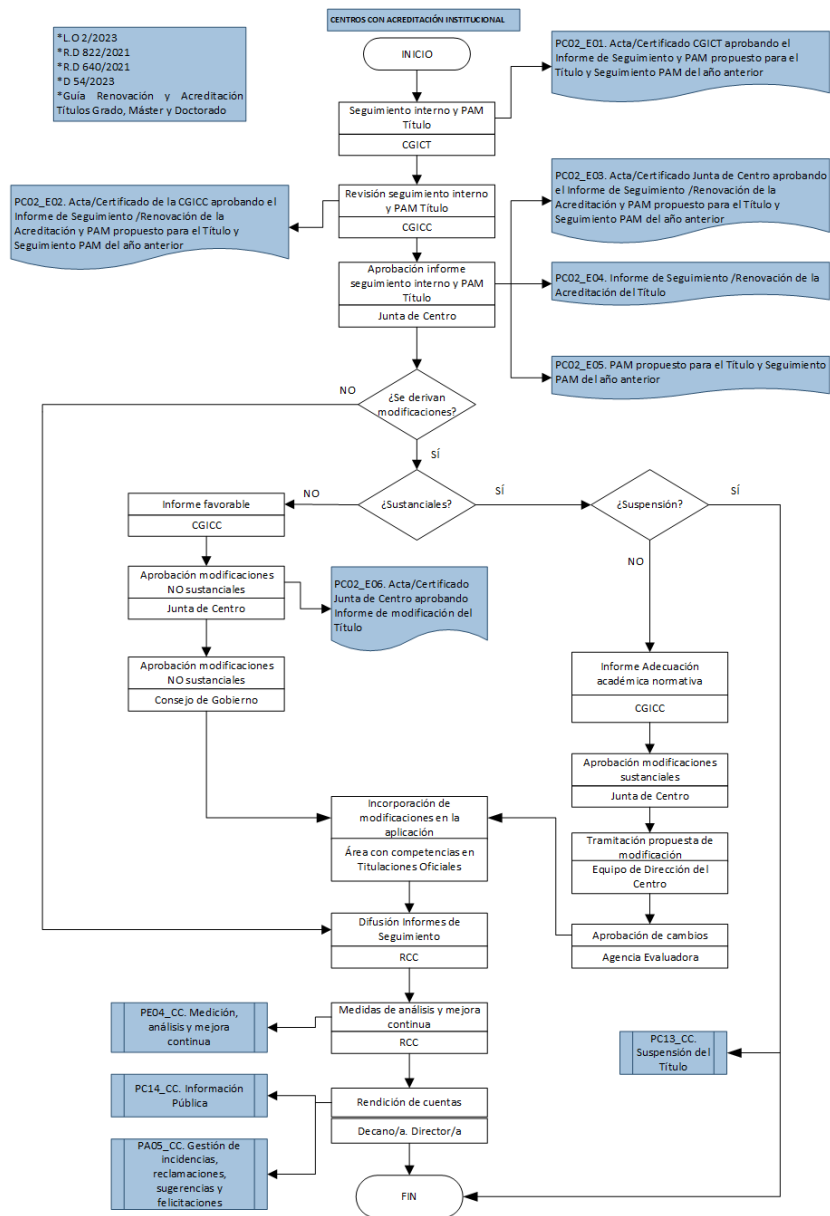 CENTROS CON ACREDITACIÓN INSTITUCIONAL
*L.O 2/2023
*R.D 822/2021
*R.D 640/2021
*D 54/2023
*Guía Renovación y Acreditación
Títulos Grado, Máster y Doctorado
INICIO
PC02_E01. Acta/Certificado CGICT aprobando el
Informe de Seguimiento y PAM propuesto para el
Título y Seguimiento PAM del año anterior
Seguimiento interno y PAM
Título
CGICT
PC02_E02. Acta/Certificado de la CGICC aprobando el
Informe de Seguimiento /Renovación de la
Acreditación y PAM propuesto para el Título y
Seguimiento PAM del año anterior
Revisión seguimiento interno
y PAM Título
CGICC
PC02_E03. Acta/Certificado Junta de Centro aprobando
el Informe de Seguimiento /Renovación de la
Acreditación y PAM propuesto para el Título y
Seguimiento PAM del año anterior
Aprobación informe
seguimiento interno y PAM
Título
Junta de Centro
PC02_E04. Informe de Seguimiento /Renovación de la
Acreditación del Título
PC02_E05. PAM propuesto para el Título y Seguimiento
PAM del año anterior
NO
¿Se derivan
modificaciones?
SÍ
NO
¿Sustanciales?
SÍ
¿Suspensión?
SÍ
NO
Informe favorable
CGICC
Aprobación modificaciones
NO sustanciales
Junta de Centro
PC02_E06. Acta/Certificado
Junta de Centro aprobando
Informe de modificación del
Título
Aprobación modificaciones
NO sustanciales
Consejo de Gobierno
Informe Adecuación
académica normativa
CGICC
Aprobación modificaciones
sustanciales
Junta de Centro
Incorporación de
modificaciones en la
aplicación
Área con competencias en
Titulaciones Oficiales
Tramitación propuesta de
modificación
Equipo de Dirección del
Centro
Aprobación de cambios
Agencia Evaluadora
Difusión Informes de
Seguimiento
RCC
PE04_CC. Medición,
análisis y mejora
continua
Medidas de análisis y mejora
continua
RCC
PC13_CC.
Suspensión del
Título
PC14_CC. Información
Pública
Rendición de cuentas
Decano/a. Director/a
PA05_CC. Gestión de
incidencias,
reclamaciones,
sugerencias y
felicitaciones
FIN